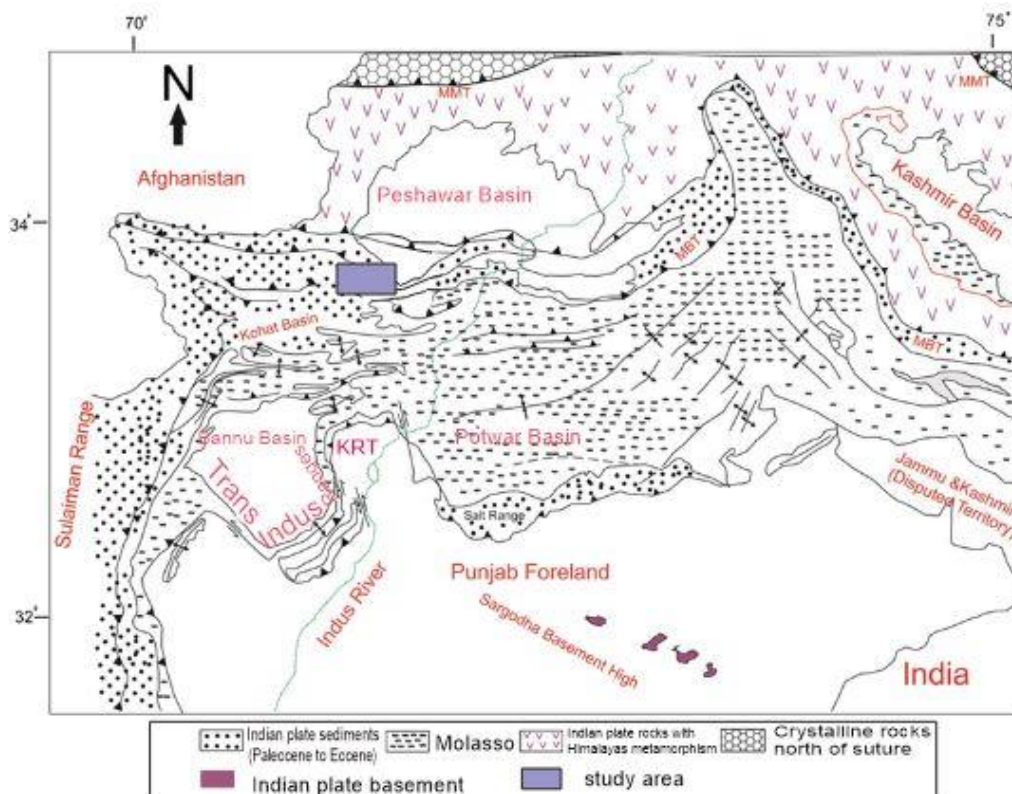 70°
75°
N
MMT
MMT
Afghanistan
Peshawar Basin
Kashmir Basin
34°
MBT
Kohat Basin
MBT
Sulaiman Range
Bannu Basin
KRT
Potwar Basin
Trans Indus
Ranges
Jammu &Kashmir
(Disputed Territory)
Salt Range
Punjab Foreland
Indus River
32°
Sargodha Basement High
India
Indian plate sediments
(Paleocene to Eocene)
Molasso
Indian plate rocks with
Himalayas metamorphism
Crystalline rocks
north of suture
Indian plate basement
study area